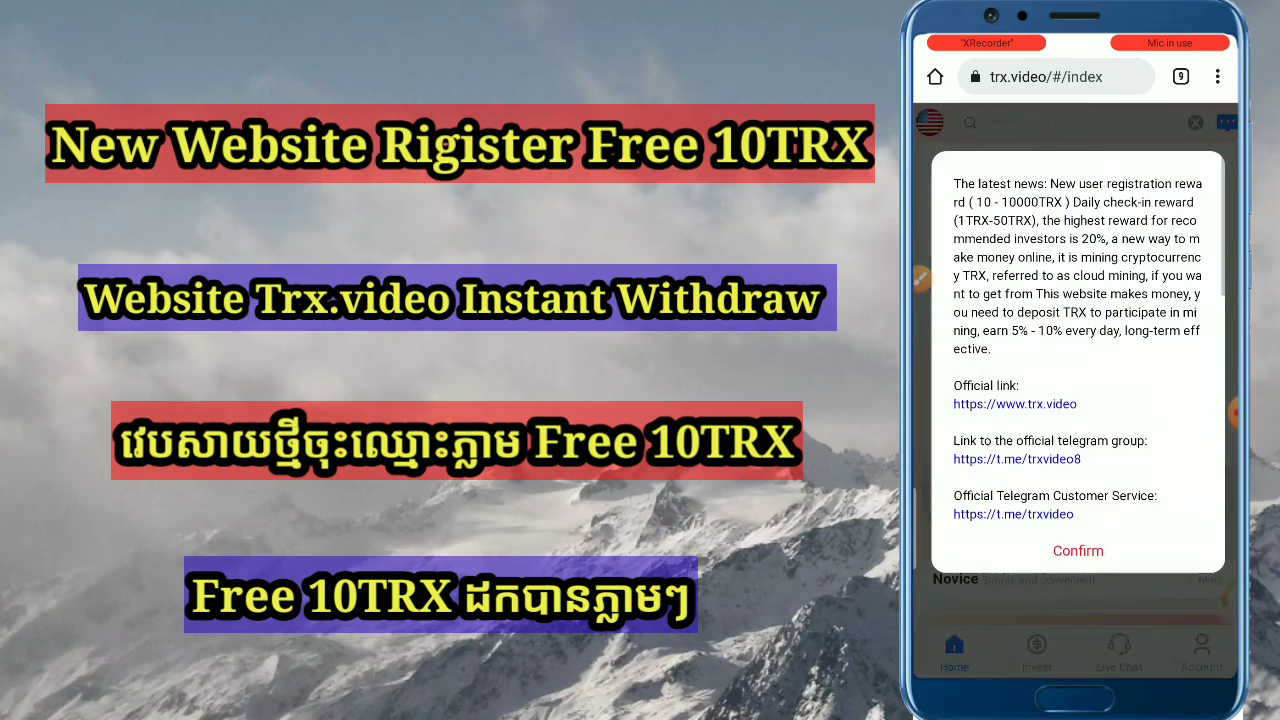 New Website Rigister Free 10TRX
Website Trx.video Instant Withdraw
វេបសាយថ្មីចុះឈ្មោះភ្លាម Free 10TRX
Free 10TRX ដកបានភ្លាមៗ
"XRecorder"
Mic in use
trx.video/#/index
9
The latest news: New user registration rewa
rd ( 10 - 10000TRX ) Daily check-in reward
(1TRX-50TRX), the highest reward for reco
mmended investors is 20%, a new way to m
ake money online, it is mining cryptocurrenc
y TRX, referred to as cloud mining, if you wa
nt to get from This website makes money, y
ou need to deposit TRX to participate in mi
ning, earn 5% - 10% every day, long-term eff
ective.
Official link:
https://www.trx.video
Link to the official telegram group:
https://t.me/trxvideo8
Official Telegram Customer Service:
https://t.me/trxvideo
Confirm
Novice Simple and convenient More
Home Invest Live Chat Account